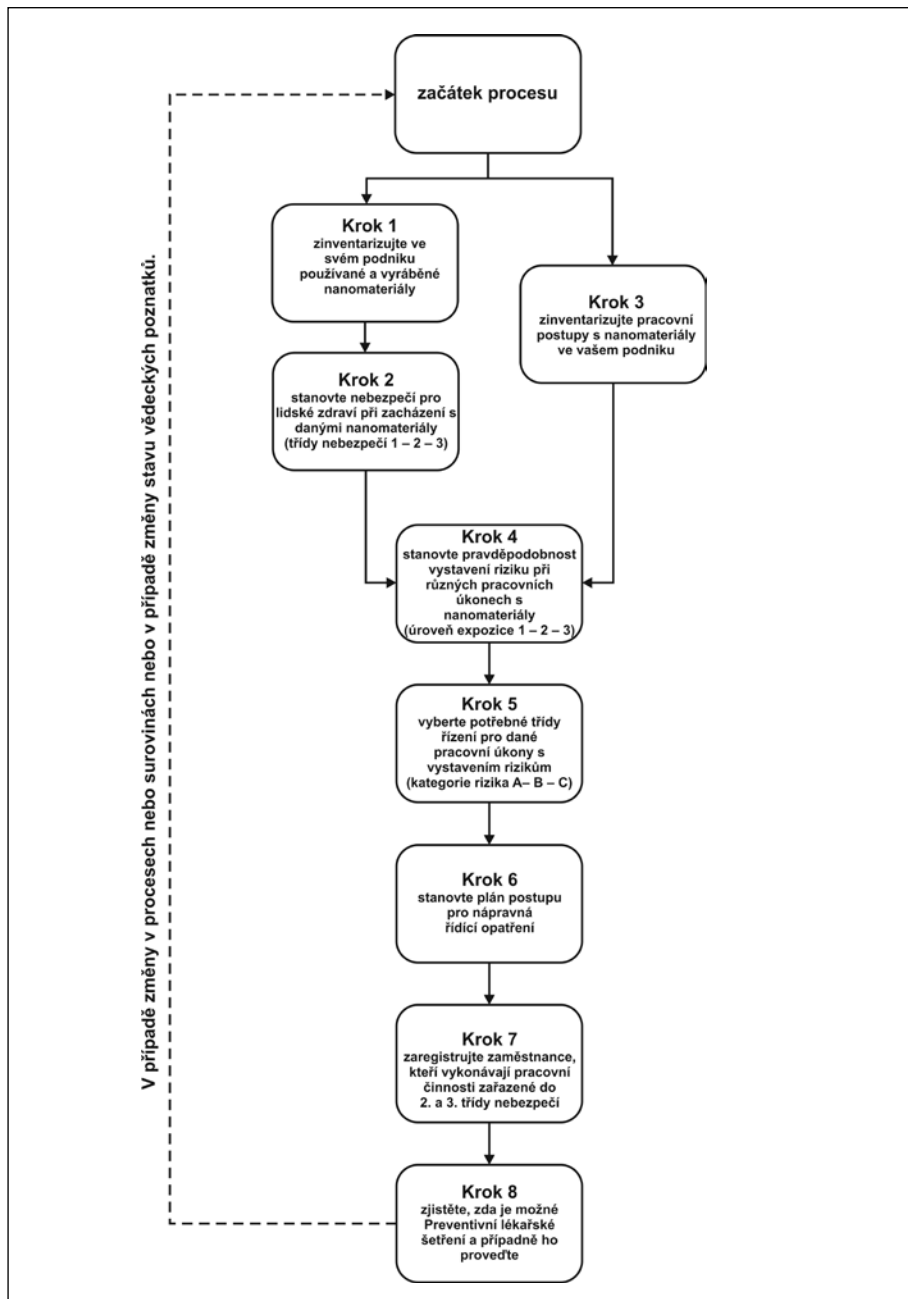 začátek procesu
Krok 1
zinventarizujte ve
svém podniku
používané a vyráběné
nanomateriály
Krok 2
stanovte nebezpečí pro
lidské zdraví při zacházení s
danými nanomateriály
(třídy nebezpečí 1 – 2 – 3)
Krok 3
zinventarizujte pracovní
postupy s nanomateriály
ve vašem podniku
Krok 4
stanovte pravděpodobnost
vystavení riziku při
různých pracovních
úkonech s
nanomateriály
(úroveň expozice 1 – 2 – 3)
Krok 5
vyberte potřebné třídy
řízení pro dané
pracovní úkony s
vystavením rizikům
(kategorie rizika A– B – C)
Krok 6
stanovte plán postupu
pro nápravná
řídící opatření
Krok 7
zaregistrujte zaměstnance,
kteří vykonávají pracovní
činnosti zařazené do
2. a 3. třídy nebezpečí
Krok 8
zjistěte, zda je možné
Preventivní lékařské
šetření a případně ho
proveďte
V případě změny v procesech nebo surovinách nebo v případě změny stavu vědeckých poznatků.